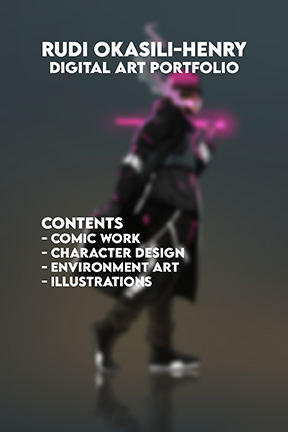 RUDI OKASILI-HENRY
DIGITAL ART PORTFOLIO
CONTENTS
- COMIC WORK
- CHARACTER DESIGN
- ENVIRONMENT ART
- ILLUSTRATIONS